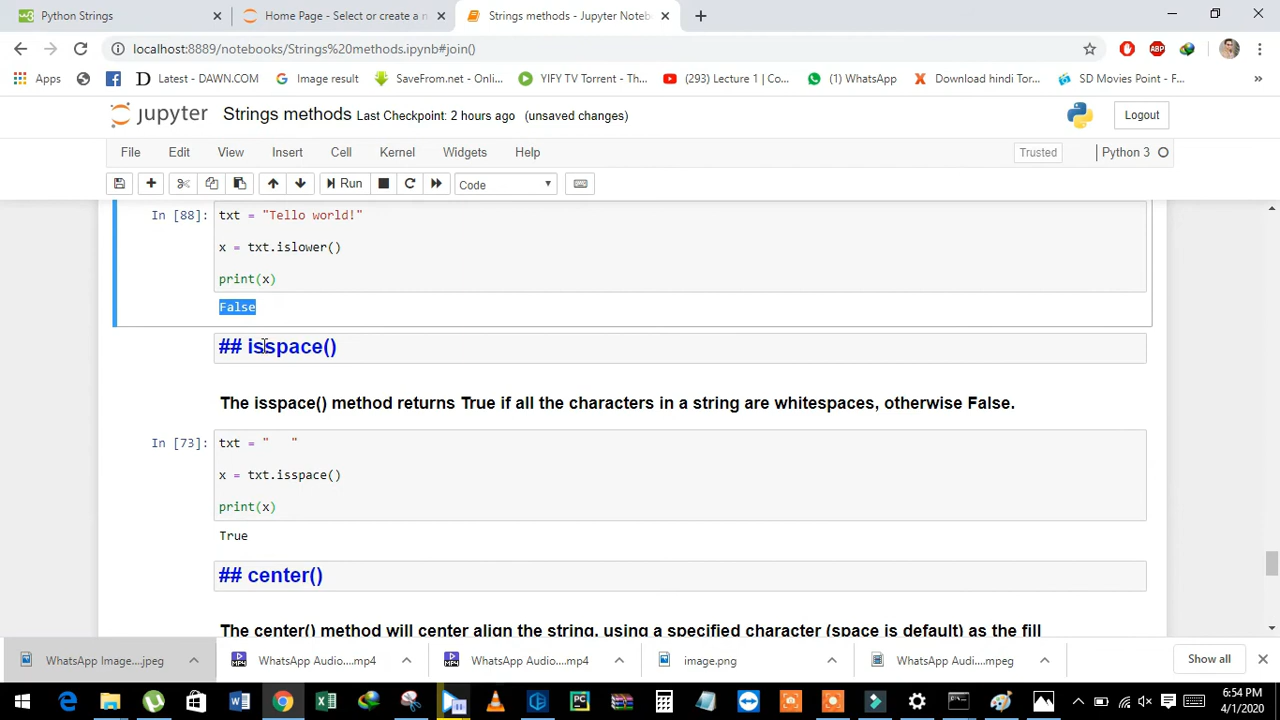 Python Strings
Home Page - Select or create a n
Strings methods - Jupyter Noteb
localhost:8889/notebooks/Strings%20methods.ipynb#join()
ABP
Apps
Latest - DAWN.COM
Image result
SaveFrom.net - Onl...
YIFY TV Torrent - Th...
(293) Lecture 1 | Co...
(1) WhatsApp
Download hindi Tor...
SD Movies Point - F...
jupyter
Strings methods Last Checkpoint: 2 hours ago (unsaved changes)
Logout
File Edit View Insert Cell Kernel Widgets Help
Trusted
Python 3
Run
Code
In [88]: txt = "Tello world!"
x = txt.islower()
print(x)
False
## isspace()
The isspace() method returns True if all the characters in a string are whitespaces, otherwise False.
In [73]: txt = "   "
x = txt.isspace()
print(x)
True
## center()
The center() method will center align the string, using a specified character (space is default) as the fill
WhatsApp Image....jpeg
WhatsApp Audio....mp4
WhatsApp Audio....mp4
image.png
WhatsApp Audi....mpeg
Show all
6:54 PM
4/1/2020